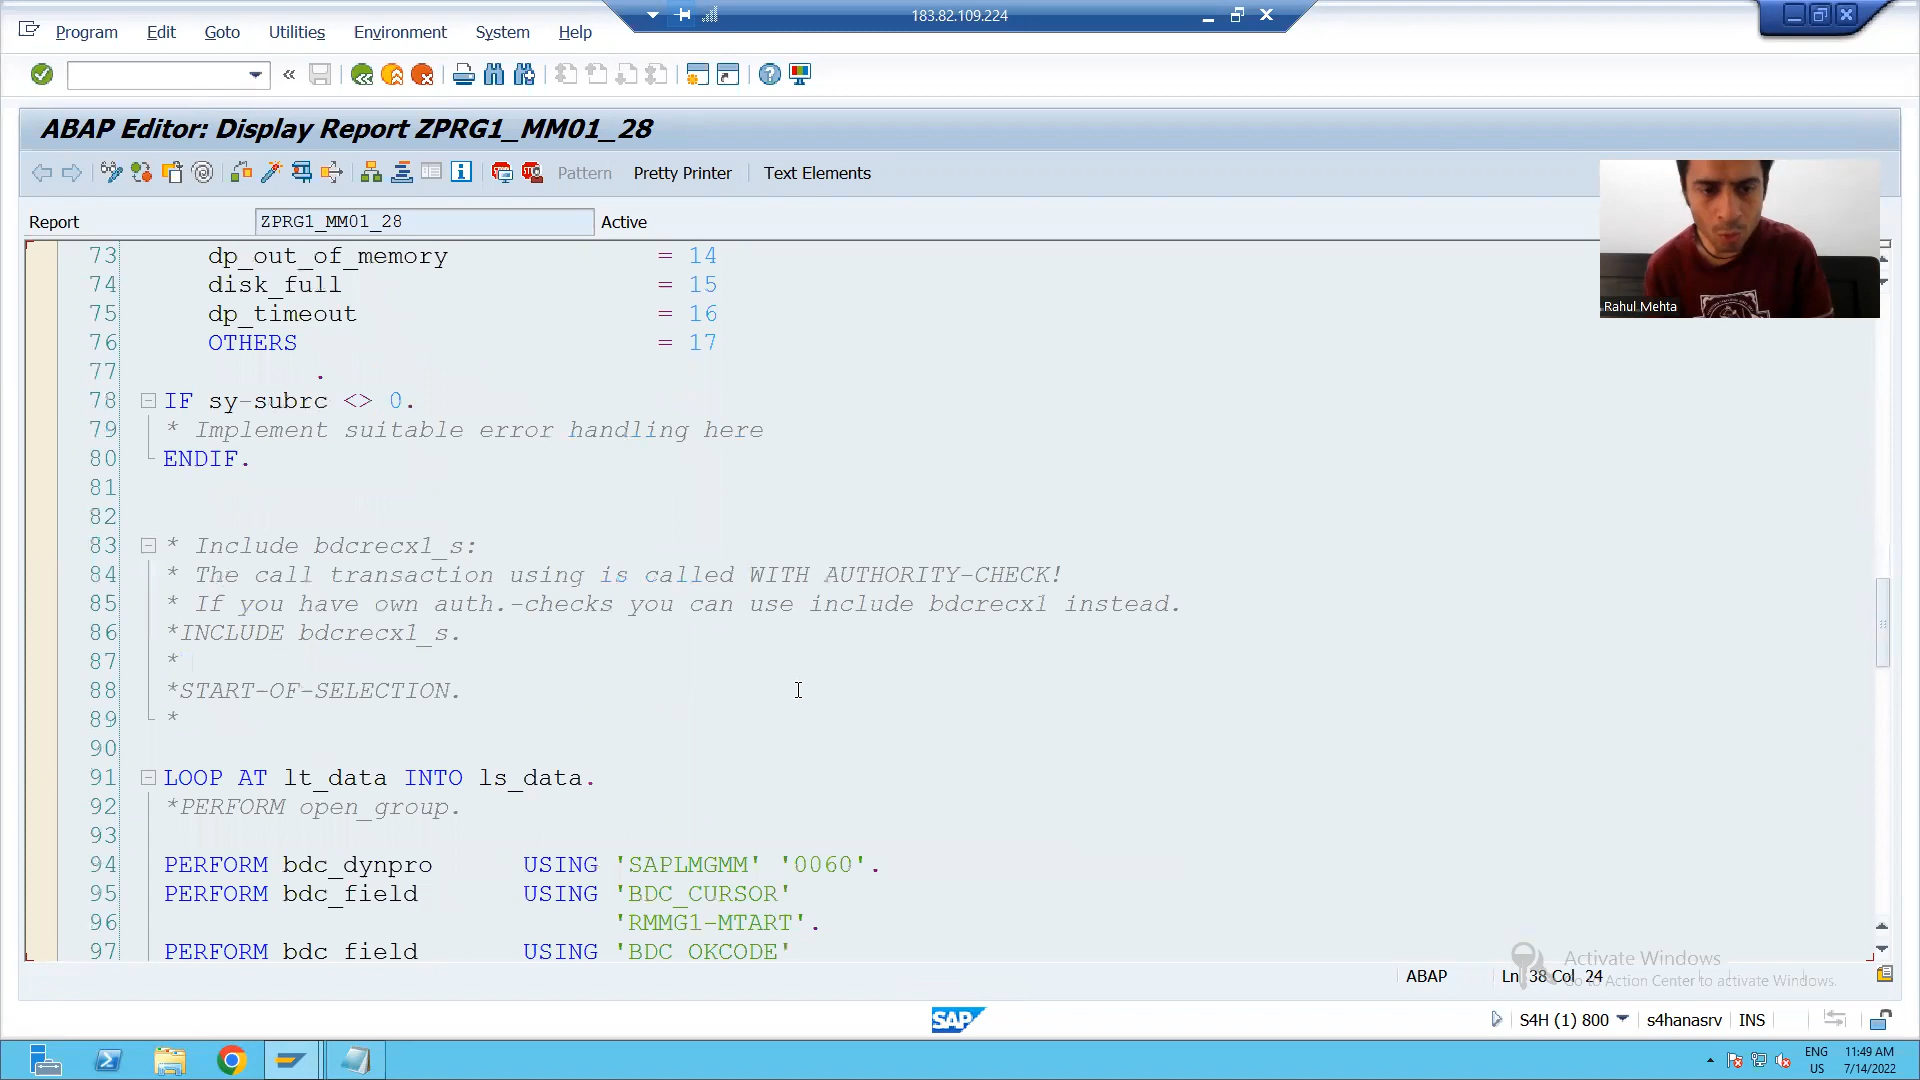 183.82.109.224
Program Edit Goto Utilities Environment System Help
ABAP Editor: Display Report ZPRG1_MM01_28
Pattern Pretty Printer Text Elements
Report ZPRG1_MM01_28 Active
Rahul Mehta
73 dp_out_of_memory = 14
74 disk_full = 15
75 dp_timeout = 16
76 OTHERS = 17
77 .
78 IF sy-subrc <> 0.
79 * Implement suitable error handling here
80 ENDIF.
81
82
83 * Include bdcrecx1_s:
84 * The call transaction using is called WITH AUTHORITY-CHECK!
85 * If you have own auth.-checks you can use include bdcrecx1 instead.
86 *INCLUDE bdcrecx1_s.
87 *
88 *START-OF-SELECTION.
89 *
90
91 LOOP AT lt_data INTO ls_data.
92 *PERFORM open_group.
93
94 PERFORM bdc_dynpro USING 'SAPLMGMM' '0060'.
95 PERFORM bdc_field USING 'BDC_CURSOR'
96 'RMMG1-MTART'.
97 PERFORM bdc_field USING 'BDC_OKCODE'
Activate Windows
Go to Action Center to activate Windows.
ABAP Ln 38 Col 24
SAP
S4H (1) 800 s4hanasrv INS
ENG 11:49 AM
US 7/14/2022